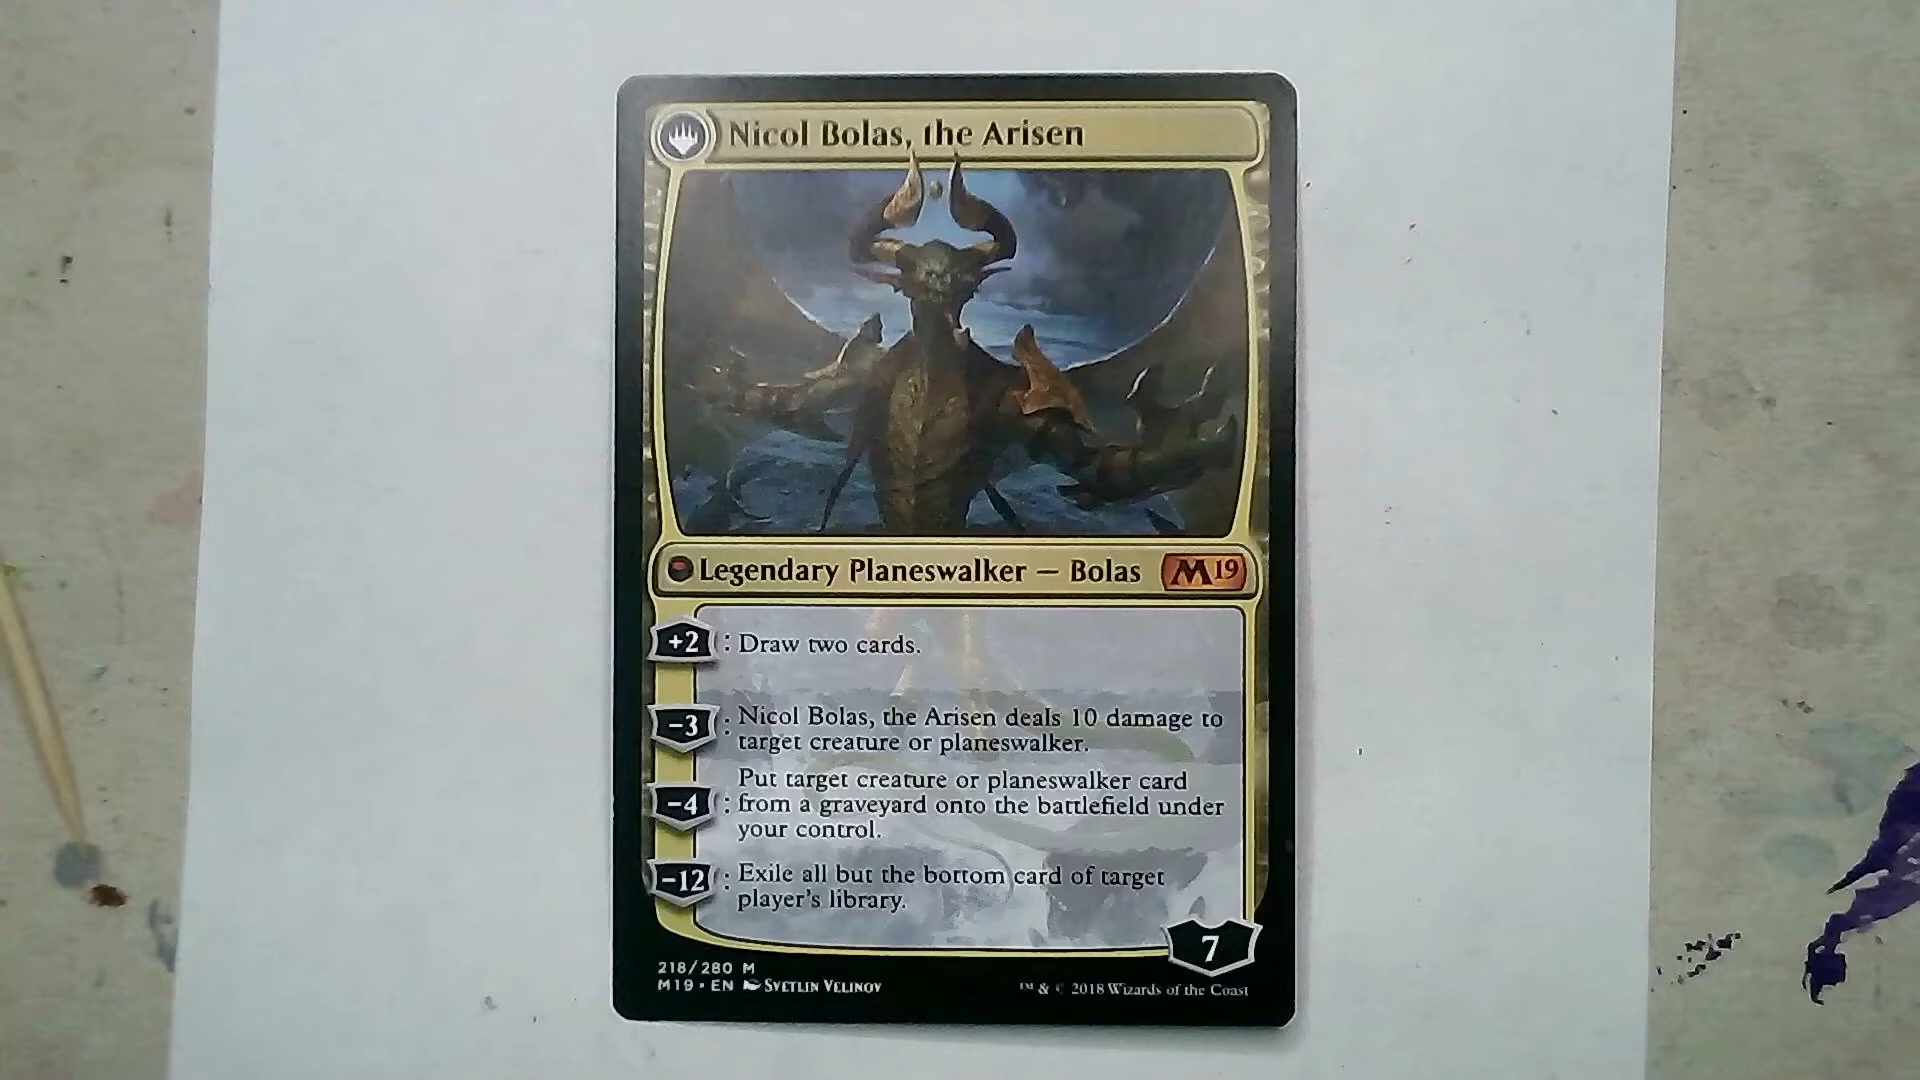 Nicol Bolas, the Arisen
Legendary Planeswalker — Bolas M19
+2 : Draw two cards.
−3 : Nicol Bolas, the Arisen deals 10 damage to
target creature or planeswalker.
Put target creature or planeswalker card
−4 : from a graveyard onto the battlefield under
your control.
−12 : Exile all but the bottom card of target
player's library.
7
218/280 M
M19 • EN Svetlin Velinov ™ & © 2018 Wizards of the Coast